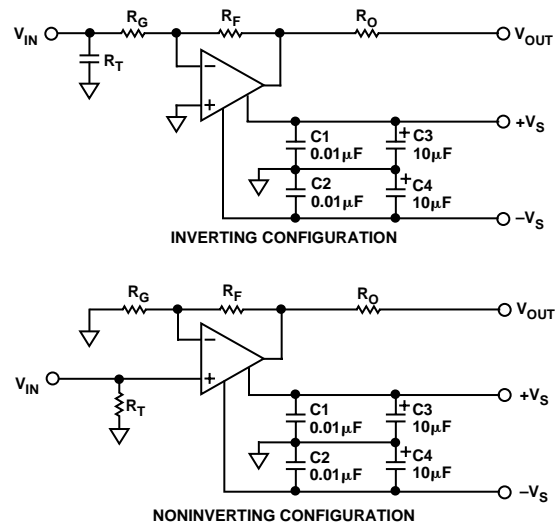 R_G R_F R_O
V_IN V_OUT
R_T
− +
+V_S
C1 0.01µF
+ C3 10µF
C2 0.01µF
+ C4 10µF
−V_S
INVERTING CONFIGURATION
R_G R_F R_O
V_OUT
− +
V_IN
R_T
+V_S
C1 0.01µF
+ C3 10µF
C2 0.01µF
+ C4 10µF
−V_S
NONINVERTING CONFIGURATION